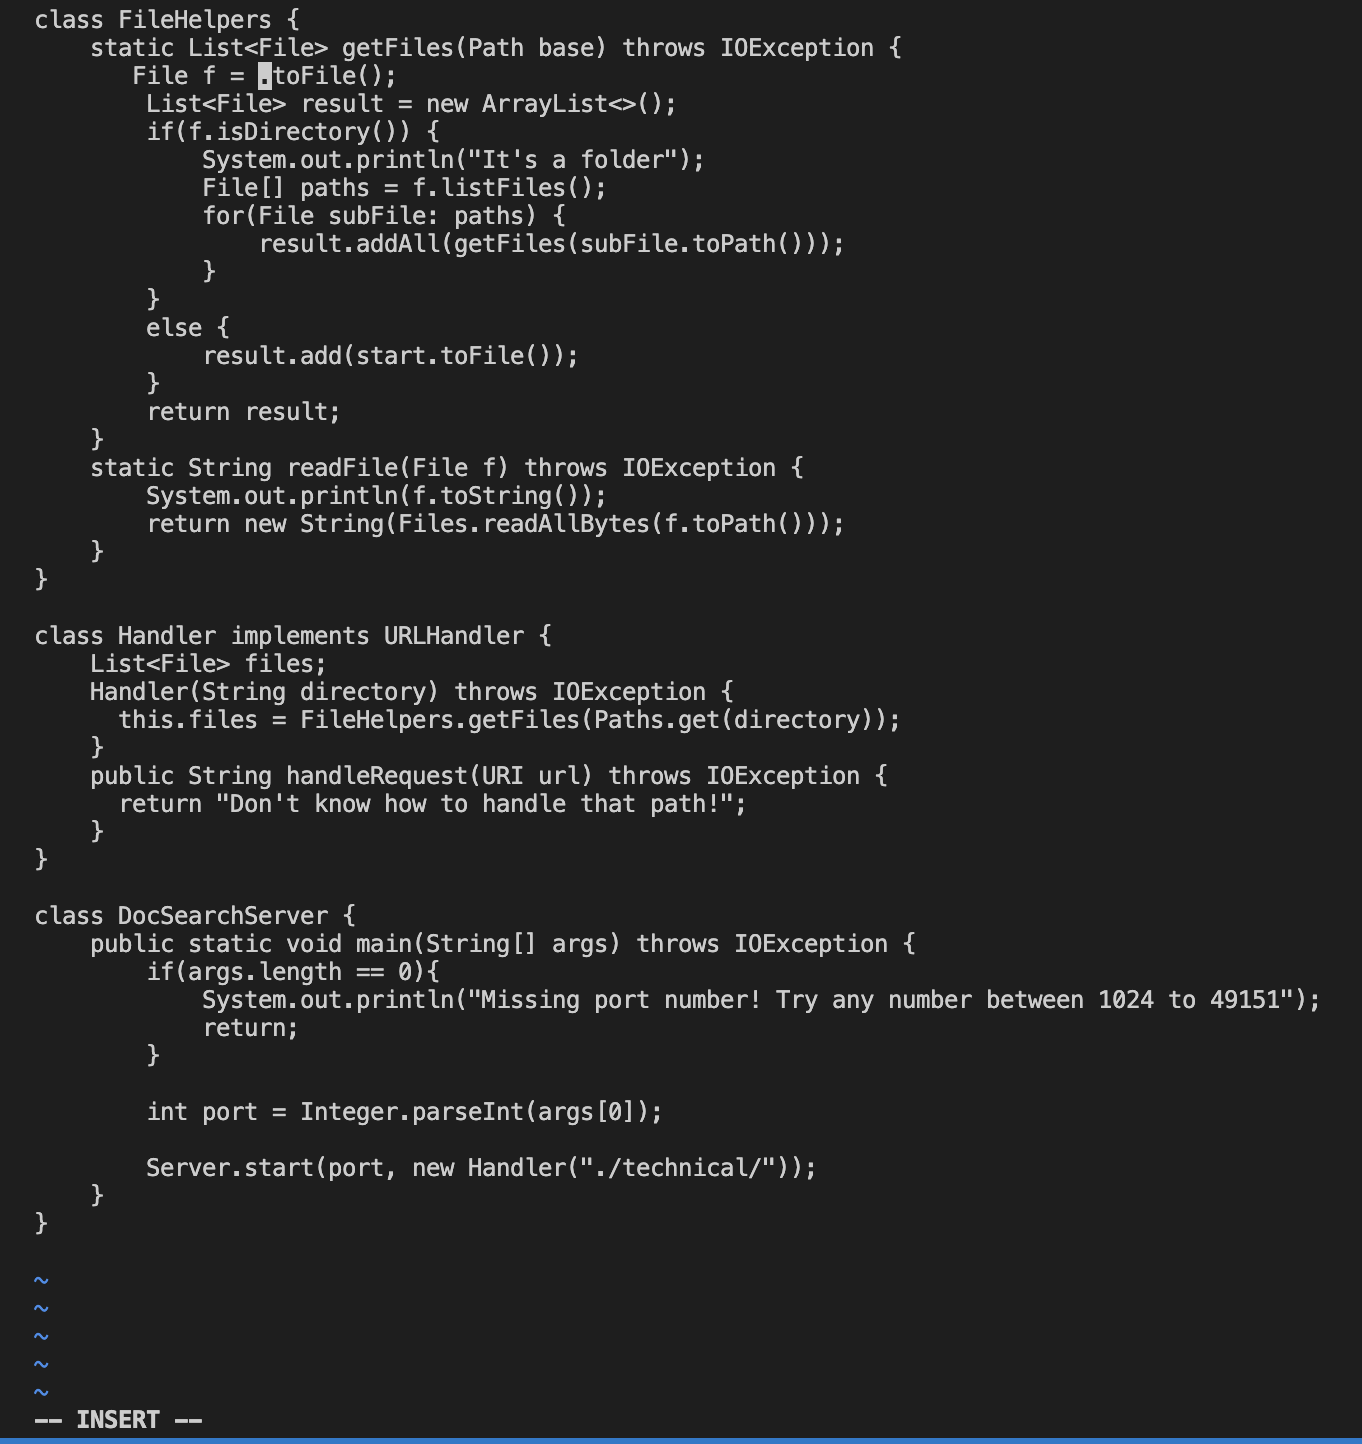 class FileHelpers {
    static List<File> getFiles(Path base) throws IOException {
       File f = .toFile();
        List<File> result = new ArrayList<>();
        if(f.isDirectory()) {
            System.out.println("It's a folder");
            File[] paths = f.listFiles();
            for(File subFile: paths) {
                result.addAll(getFiles(subFile.toPath()));
            }
        }
        else {
            result.add(start.toFile());
        }
        return result;
    }
    static String readFile(File f) throws IOException {
        System.out.println(f.toString());
        return new String(Files.readAllBytes(f.toPath()));
    }
}

class Handler implements URLHandler {
    List<File> files;
    Handler(String directory) throws IOException {
      this.files = FileHelpers.getFiles(Paths.get(directory));
    }
    public String handleRequest(URI url) throws IOException {
      return "Don't know how to handle that path!";
    }
}

class DocSearchServer {
    public static void main(String[] args) throws IOException {
        if(args.length == 0){
            System.out.println("Missing port number! Try any number between 1024 to 49151");
            return;
        }

        int port = Integer.parseInt(args[0]);

        Server.start(port, new Handler("./technical/"));
    }
}

~
~
~
~
~
-- INSERT --